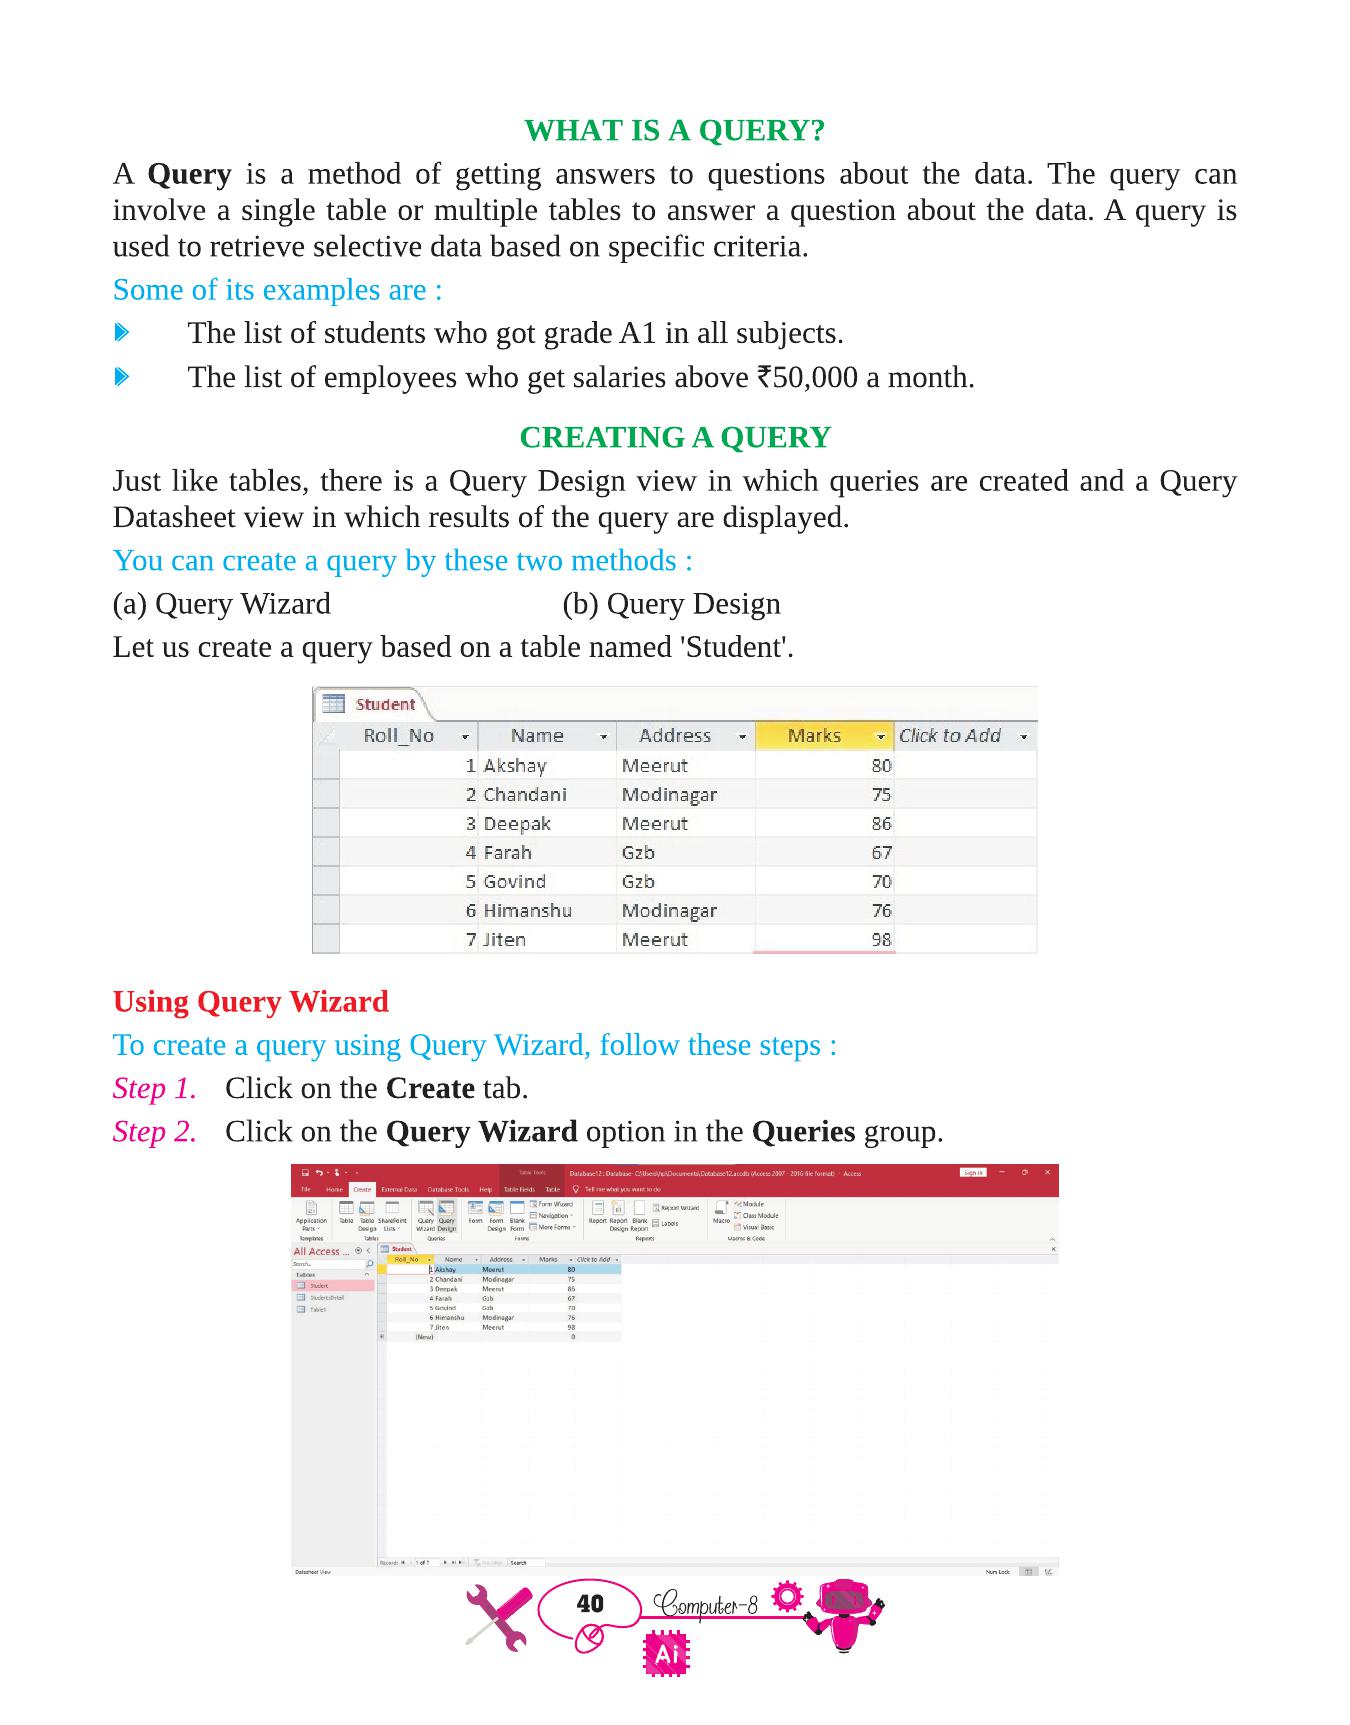 WHAT IS A QUERY?
A Query is a method of getting answers to questions about the data. The query can
involve a single table or multiple tables to answer a question about the data. A query is
used to retrieve selective data based on specific criteria.
Some of its examples are :
The list of students who got grade A1 in all subjects.
The list of employees who get salaries above ₹50,000 a month.
CREATING A QUERY
Just like tables, there is a Query Design view in which queries are created and a Query
Datasheet view in which results of the query are displayed.
You can create a query by these two methods :
(a) Query Wizard (b) Query Design
Let us create a query based on a table named 'Student'.
Student
Roll_No Name Address Marks Click to Add
1 Akshay Meerut 80
2 Chandani Modinagar 75
3 Deepak Meerut 86
4 Farah Gzb 67
5 Govind Gzb 70
6 Himanshu Modinagar 76
7 Jiten Meerut 98
Using Query Wizard
To create a query using Query Wizard, follow these steps :
Step 1. Click on the Create tab.
Step 2. Click on the Query Wizard option in the Queries group.
Table Tools Database12 : Database- C:\Users\hp\Documents\Database12.accdb (Access 2007 - 2016 file format) - Access Sign in
File Home Create External Data Database Tools Help Table Fields Table Tell me what you want to do
Application Parts Table Table Design SharePoint Lists Query Wizard Query Design Form Form Design Blank Form Form Wizard Navigation More Forms Report Report Design Blank Report Report Wizard Labels Macro Module Class Module Visual Basic
Templates Tables Queries Forms Reports Macros & Code
All Access ... Student
Search... Roll_No Name Address Marks Click to Add
Tables 1 Akshay Meerut 80
2 Chandani Modinagar 75
Student 3 Deepak Meerut 86
4 Farah Gzb 67
Table1 5 Govind Gzb 70
6 Himanshu Modinagar 76
7 Jiten Meerut 98
(New) 0
Record: 1 of 7 Search
Datasheet View Num Lock
40 Computer-8
Ai